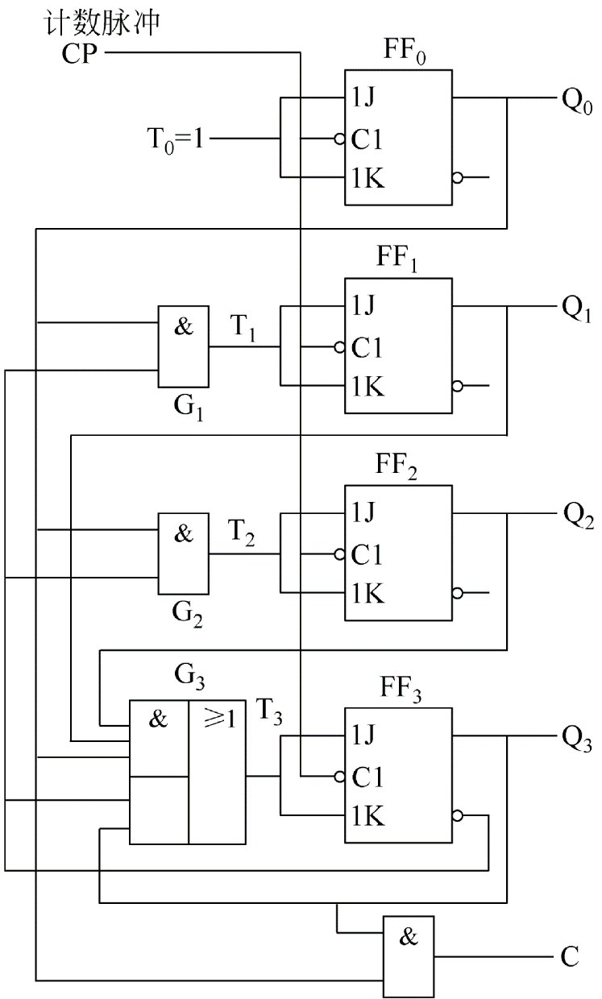 计数脉冲
CP
FF₀
1J
Q₀
T₀=1
C1
1K
FF₁
1J
Q₁
&
T₁
C1
1K
G₁
FF₂
1J
Q₂
&
T₂
C1
1K
G₂
G₃
FF₃
&
≥1
T₃
1J
Q₃
C1
1K
&
C